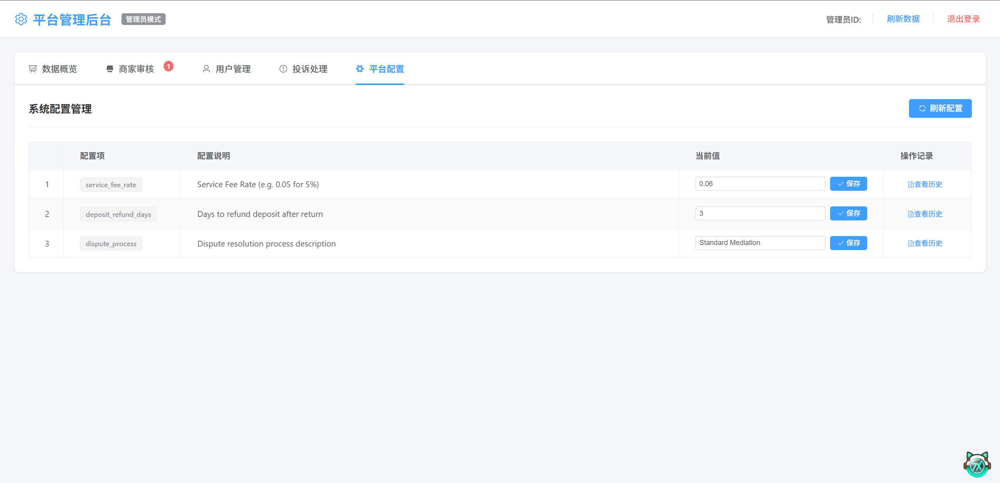 平台管理后台 管理员模式 管理员ID: 刷新数据 退出登录
数据概览 商家审核 1 用户管理 投诉处理 平台配置
系统配置管理 刷新配置
配置项 配置说明 当前值 操作记录
1 service_fee_rate Service Fee Rate (e.g. 0.05 for 5%) 0.06 保存 查看历史
2 deposit_refund_days Days to refund deposit after return 3 保存 查看历史
3 dispute_process Dispute resolution process description Standard Mediation 保存 查看历史
7X